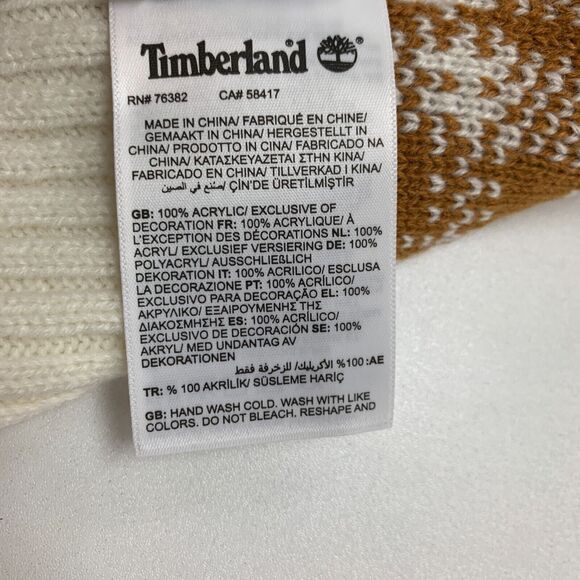 Timberland®
RN# 76382 CA# 58417
MADE IN CHINA/ FABRIQUÉ EN CHINE/
GEMAAKT IN CHINA/ HERGESTELLT IN
CHINA/ PRODOTTO IN CINA/ FABRICADO NA
CHINA/ ΚΑΤΑΣΚΕΥΑΖΕΤΑΙ ΣΤΗΝ ΚΙΝΑ/
FABRICADO EN CHINA/ TILLVERKAD I KINA/
صنع في الصين/ ÇİN'DE ÜRETİLMİŞTİR
GB: 100% ACRYLIC/ EXCLUSIVE OF
DECORATION FR: 100% ACRYLIQUE/ À
L'EXCEPTION DES DÉCORATIONS NL: 100%
ACRYL/ EXCLUSIEF VERSIERING DE: 100%
POLYACRYL/ AUSSCHLIEßLICH
DEKORATION IT: 100% ACRILICO/ ESCLUSA
LA DECORAZIONE PT: 100% ACRÍLICO/
EXCLUSIVO PARA DECORAÇÃO EL: 100%
ΑΚΡΥΛΙΚΟ/ ΕΞΑΙΡΟΥΜΕΝΗΣ ΤΗΣ
ΔΙΑΚΟΣΜΗΣΗΣ ES: 100% ACRÍLICO/
EXCLUSIVO DE DECORACIÓN SE: 100%
AKRYL/ MED UNDANTAG AV
DEKORATIONEN
AE: 100% الأكريليك/ للزخرفة فقط
TR: % 100 AKRİLİK/ SÜSLEME HARİÇ
GB: HAND WASH COLD. WASH WITH LIKE
COLORS. DO NOT BLEACH. RESHAPE AND